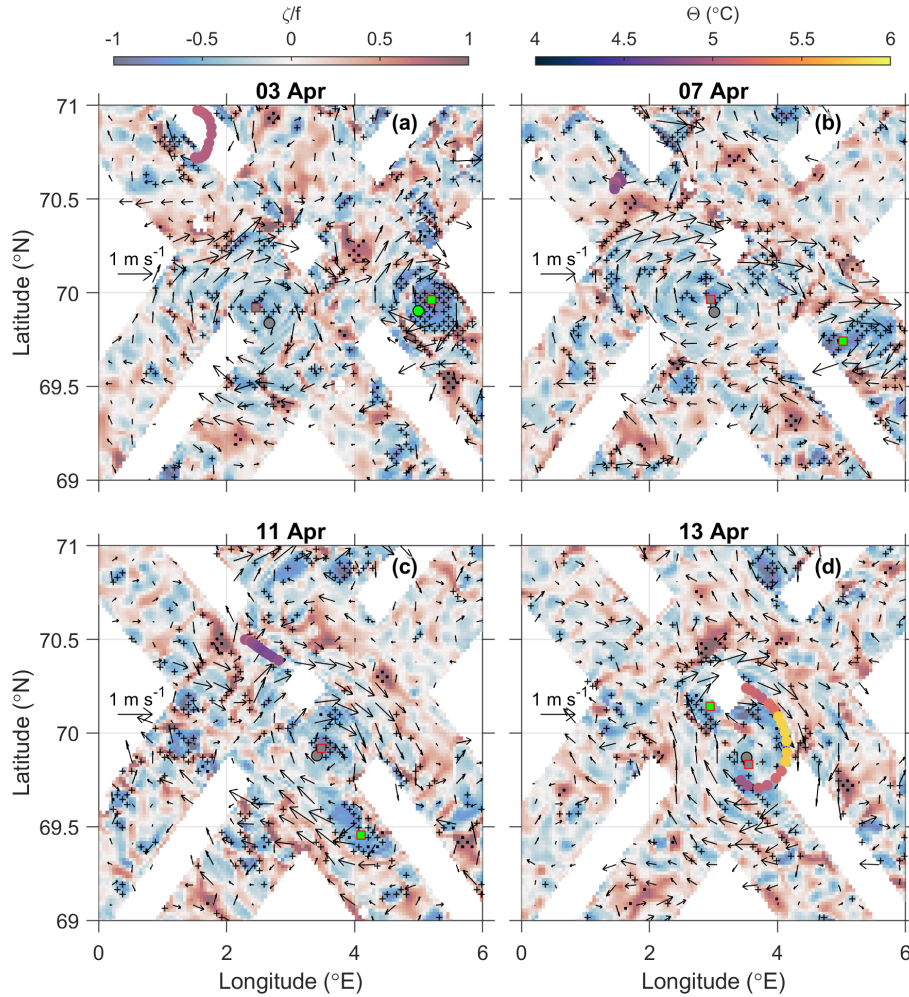 ζ/f
-1 -0.5 0 0.5 1
Θ (°C)
4 4.5 5 5.5 6
03 Apr
(a)
71
70.5
70
69.5
69
Latitude (°N)
1 m s-1
07 Apr
(b)
1 m s-1
11 Apr
(c)
71
70.5
70
69.5
69
Latitude (°N)
1 m s-1
0 2 4 6
Longitude (°E)
13 Apr
(d)
1 m s-1
0 2 4 6
Longitude (°E)